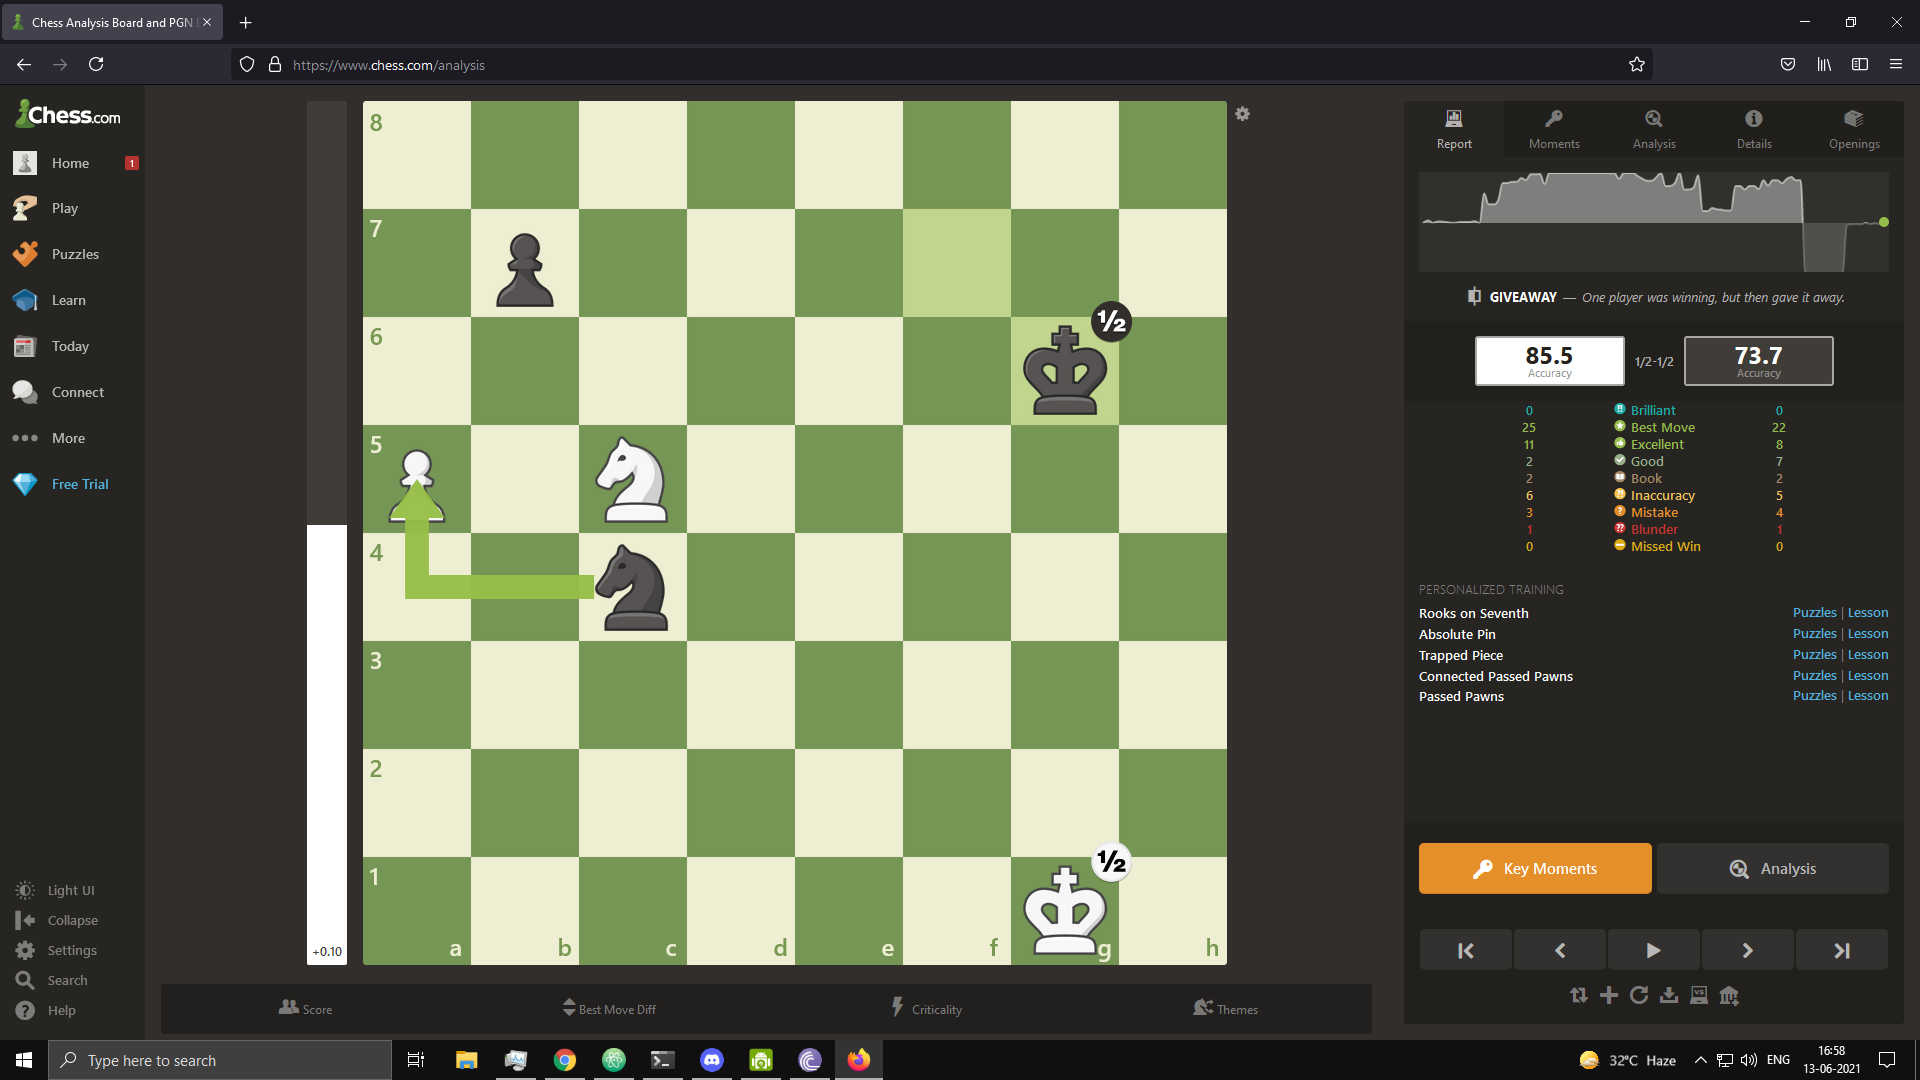 Chess Analysis Board and PGN
https://www.chess.com/analysis
Chess.com
Home 1
Play
Puzzles
Learn
Today
Connect
More
Free Trial
Light UI
Collapse
Settings
Search
Help
+0.10
8
7
6
5
4
3
2
1
a b c d e f g h
½
½
Score
Best Move Diff
Criticality
Themes
Report
Moments
Analysis
Details
Openings
GIVEAWAY — One player was winning, but then gave it away.
85.5 1/2-1/2 73.7
Accuracy Accuracy
0 !! Brilliant 0
25 Best Move 22
11 Excellent 8
2 Good 7
2 Book 2
6 ?! Inaccuracy 5
3 ? Mistake 4
1 ?? Blunder 1
0 Missed Win 0
PERSONALIZED TRAINING
Rooks on Seventh Puzzles | Lesson
Absolute Pin Puzzles | Lesson
Trapped Piece Puzzles | Lesson
Connected Passed Pawns Puzzles | Lesson
Passed Pawns Puzzles | Lesson
Key Moments
Analysis
VS
Type here to search
32°C Haze
ENG
16:58
13-06-2021